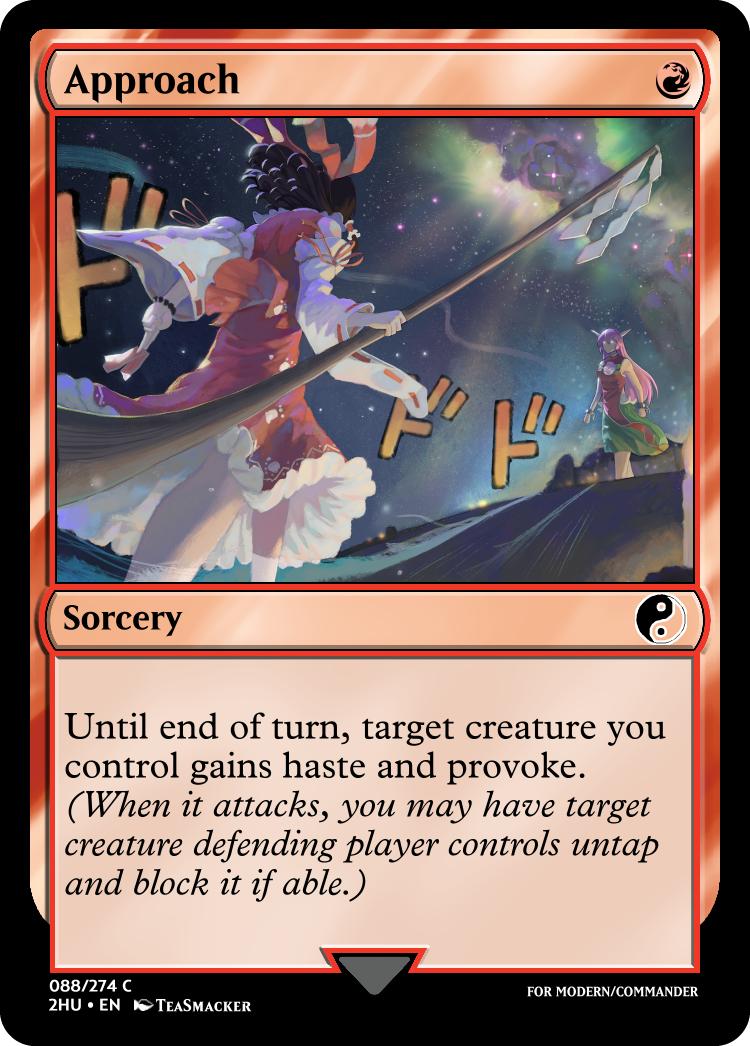 Approach
ド
ド ド
Sorcery
Until end of turn, target creature you
control gains haste and provoke.
(When it attacks, you may have target
creature defending player controls untap
and block it if able.)
088/274 C
2HU • EN TEASMACKER
FOR MODERN/COMMANDER